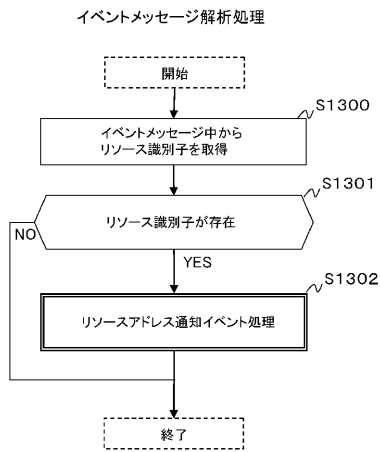 イベントメッセージ解析処理
開始
S1300
イベントメッセージ中から
リソース識別子を取得
S1301
リソース識別子が存在
NO
YES
S1302
リソースアドレス通知イベント処理
終了